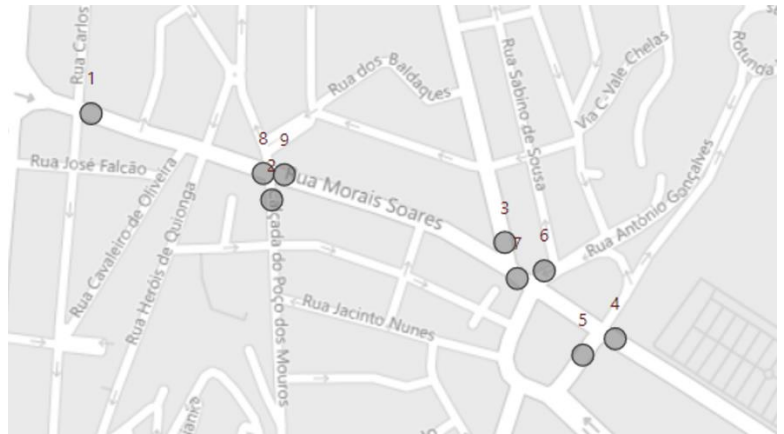 Rua Carlos
1
Rua dos Baldaques
Rua Sabino de Sousa
Via C. Vale Chelas
Rotunda
Rua José Falcão
8
9
2
Rua Morais Soares
Rua Cavaleiro de Oliveira
Rua Heróis de Quionga
Calçada do Poço dos Mouros
3
7
6
Rua António Gonçalves
Rua Jacinto Nunes
5
4